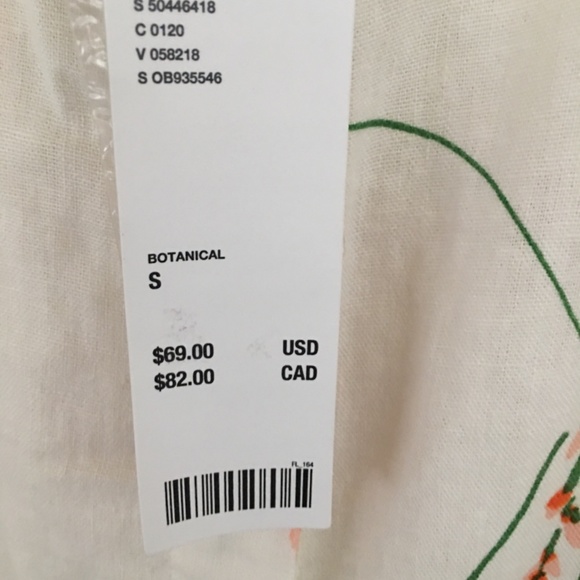 S 50446418
C 0120
V 058218
S OB935546
BOTANICAL
S
$69.00 USD
$82.00 CAD
FL_164